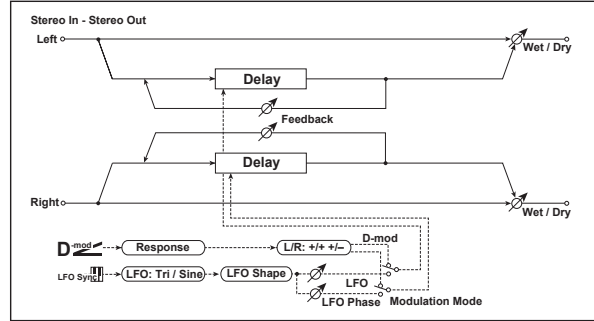 Stereo In - Stereo Out
Left
Wet / Dry
Delay
Feedback
Delay
Right
Wet / Dry
D-mod
Response
L/R: +/+ +/–
D-mod
LFO Sync
LFO: Tri / Sine
LFO Shape
LFO
LFO Phase
Modulation Mode